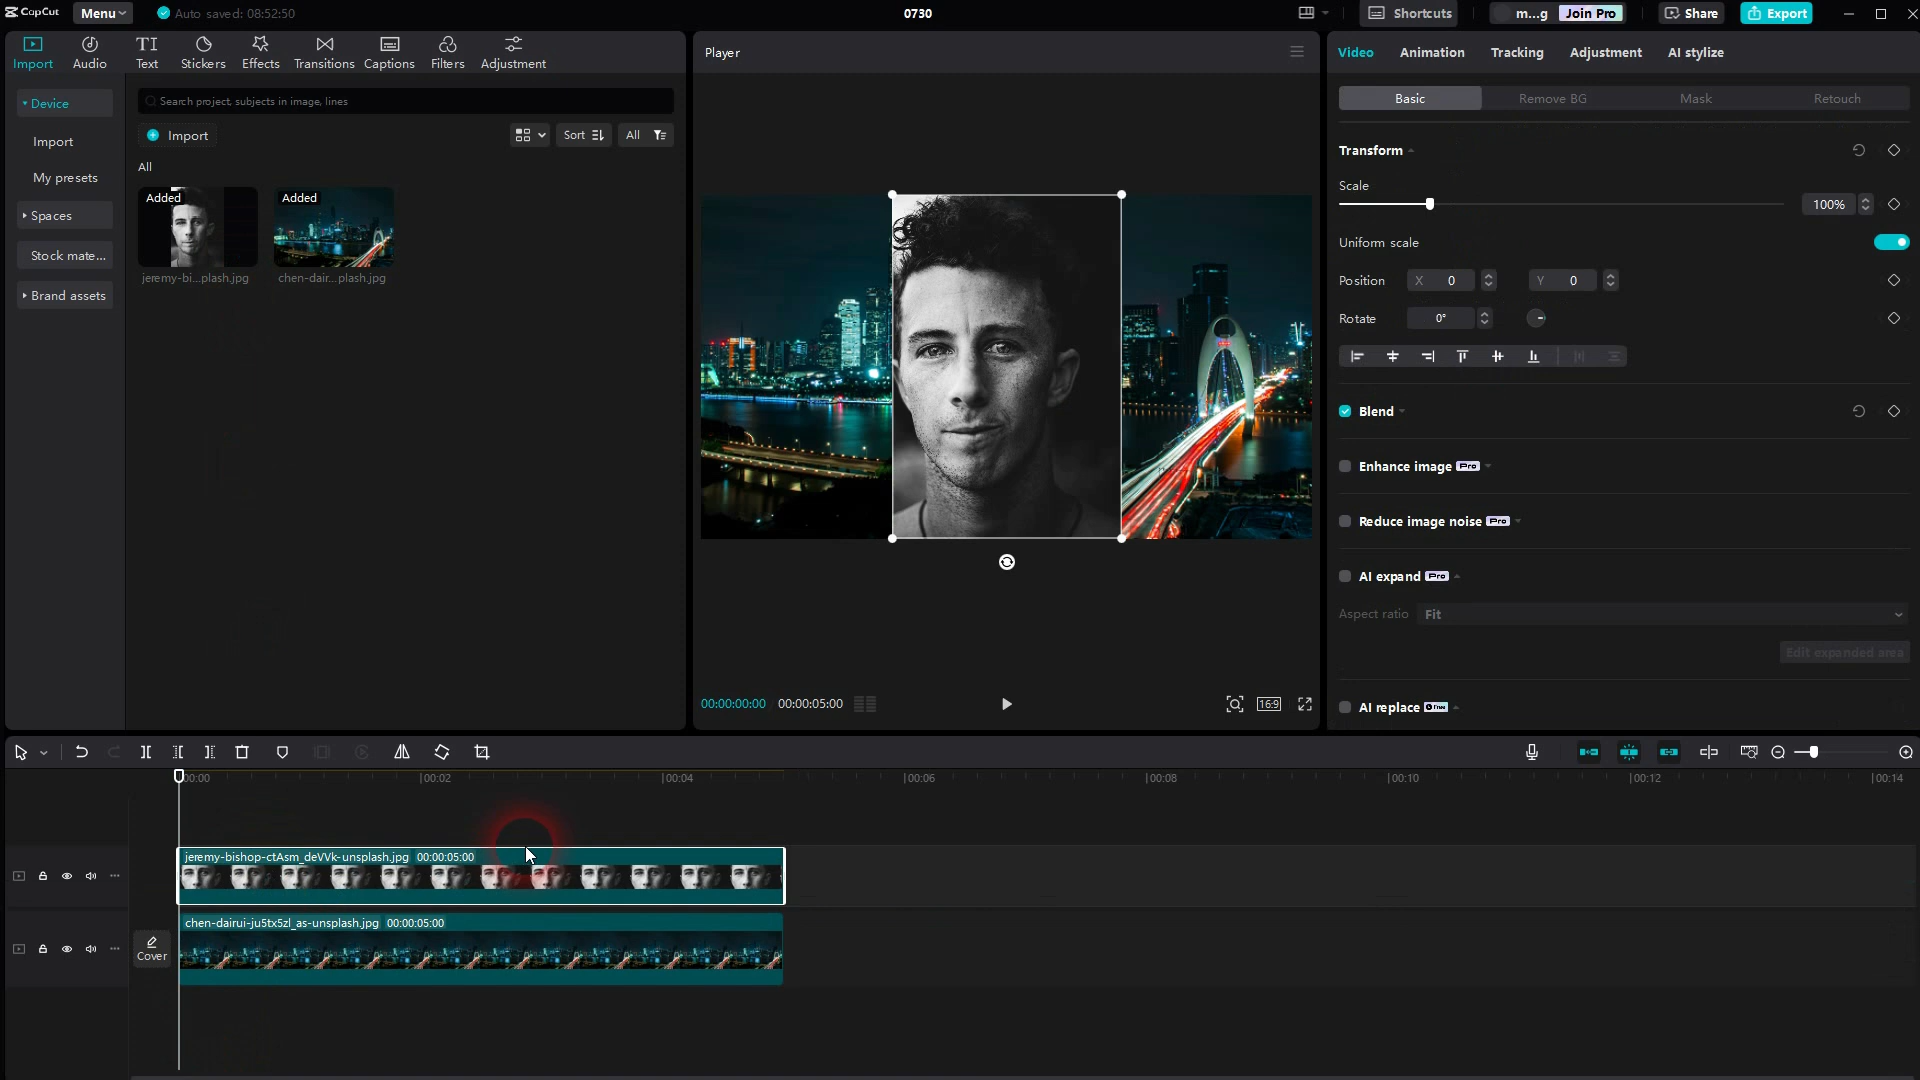 CapCut
Menu
Auto saved: 08:52:50
0730
Shortcuts
m...g
Join Pro
Share
Export
Import
Audio
TI
Text
Stickers
Effects
Transitions
Captions
Filters
Adjustment
Device
Import
My presets
Spaces
Stock mate...
Brand assets
Search project, subjects in image, lines
Import
Sort
All
All
Added
jeremy-bi...plash.jpg
Added
chen-dair...plash.jpg
Player
00:00:00:00
00:00:05:00
16:9
Video
Animation
Tracking
Adjustment
AI stylize
Basic
Remove BG
Mask
Retouch
Transform
Scale
100%
Uniform scale
Position
X 0
Y 0
Rotate
0°
Blend
Enhance image Pro
Reduce image noise Pro
AI expand Pro
Aspect ratio
Fit
Edit expanded area
AI replace Free
00:00
00:02
00:04
00:06
00:08
00:10
00:12
00:14
jeremy-bishop-ctAsm_deVVk-unsplash.jpg 00:00:05:00
Cover
chen-dairui-ju5tx5zl_as-unsplash.jpg 00:00:05:00